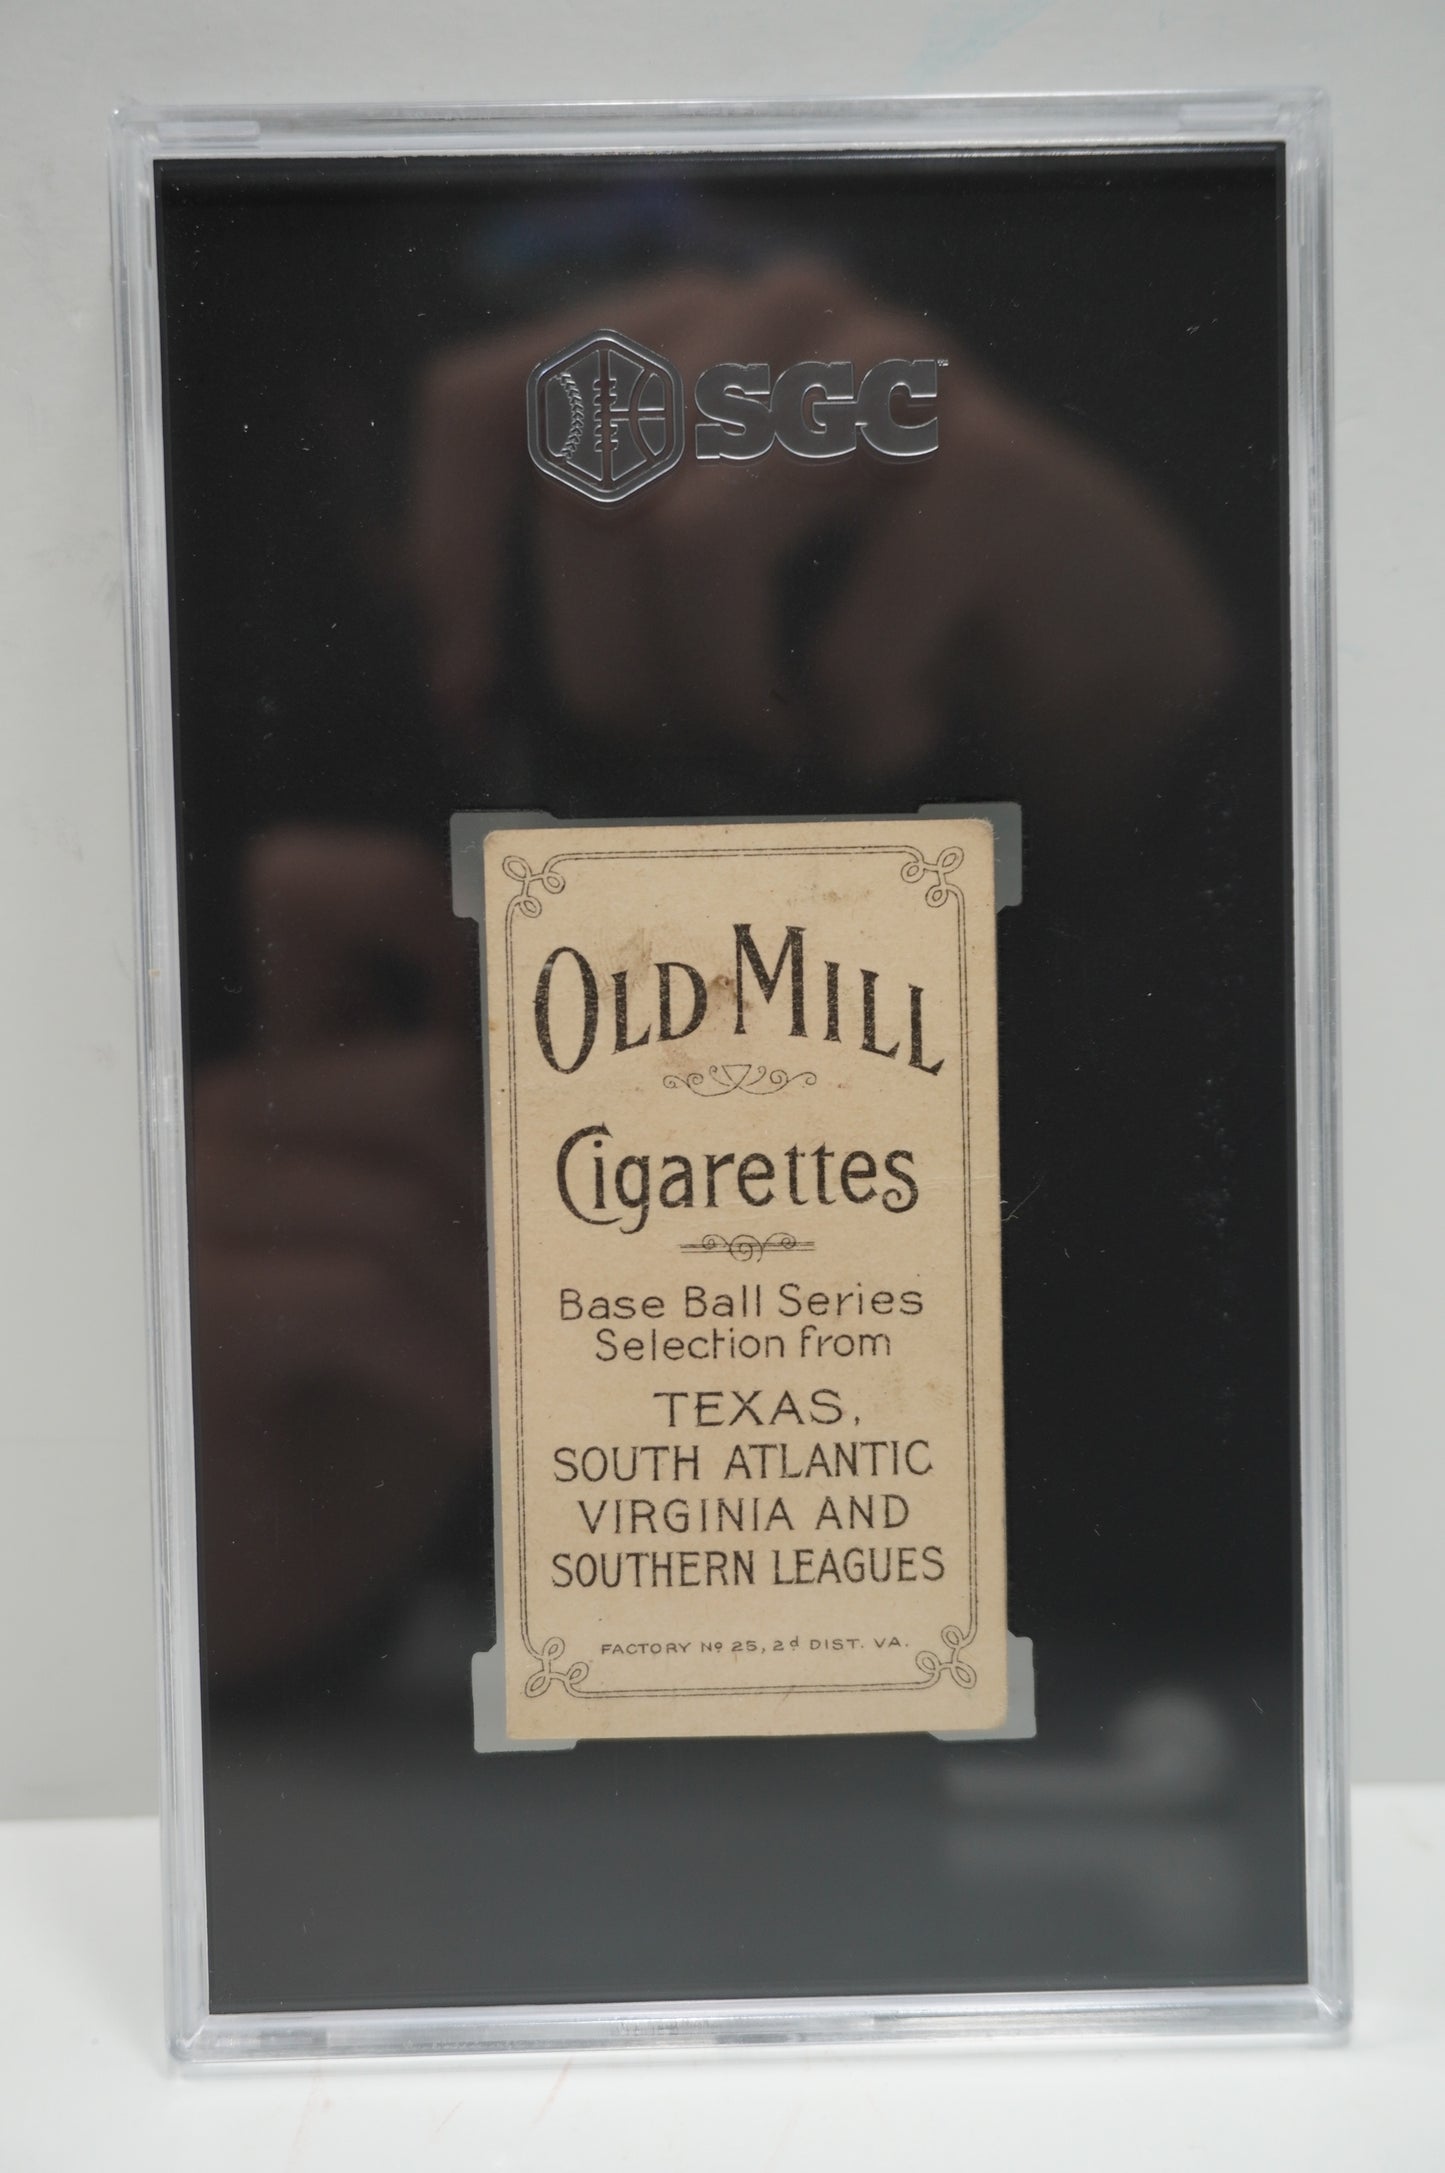 SGC™
OLD MILL
Cigarettes
Base Ball Series
Selection from
TEXAS,
SOUTH ATLANTIC
VIRGINIA AND
SOUTHERN LEAGUES
FACTORY Nº 25, 2d DIST. VA.